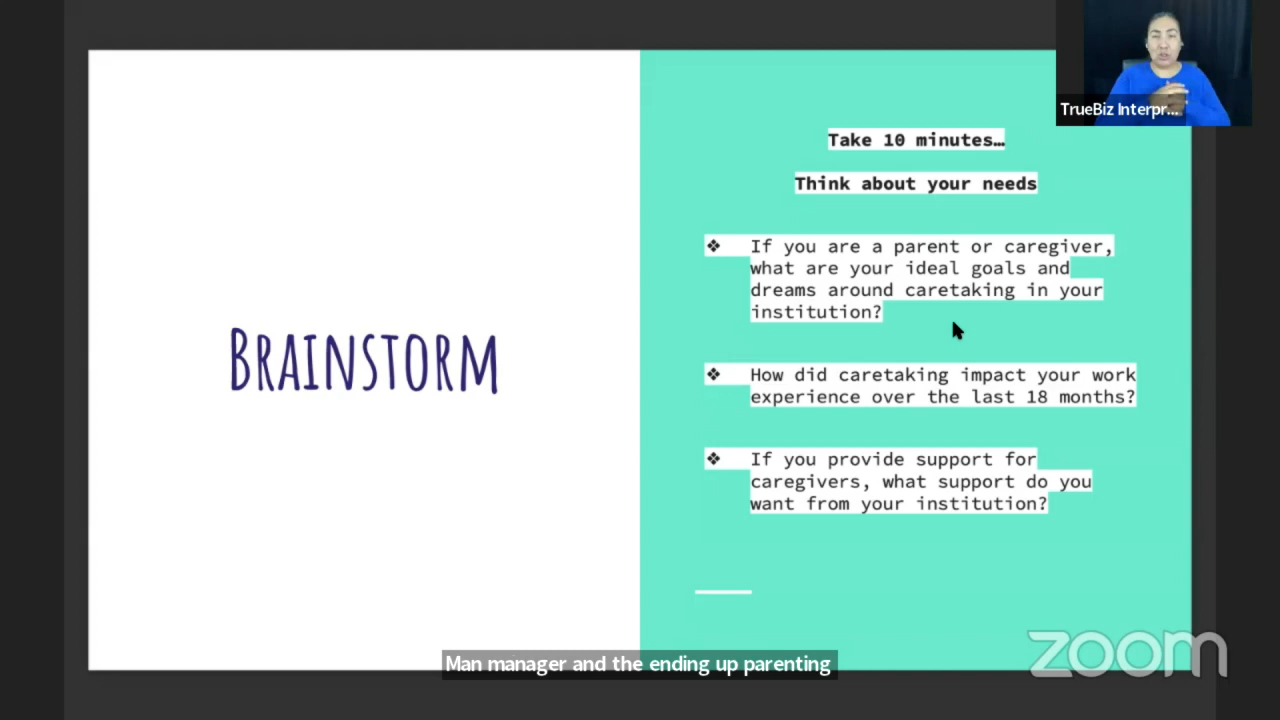 TrueBiz Interpr...
BRAINSTORM
Take 10 minutes…
Think about your needs
❖ If you are a parent or caregiver,
what are your ideal goals and
dreams around caretaking in your
institution?
❖ How did caretaking impact your work
experience over the last 18 months?
❖ If you provide support for
caregivers, what support do you
want from your institution?
Man manager and the ending up parenting
zoom